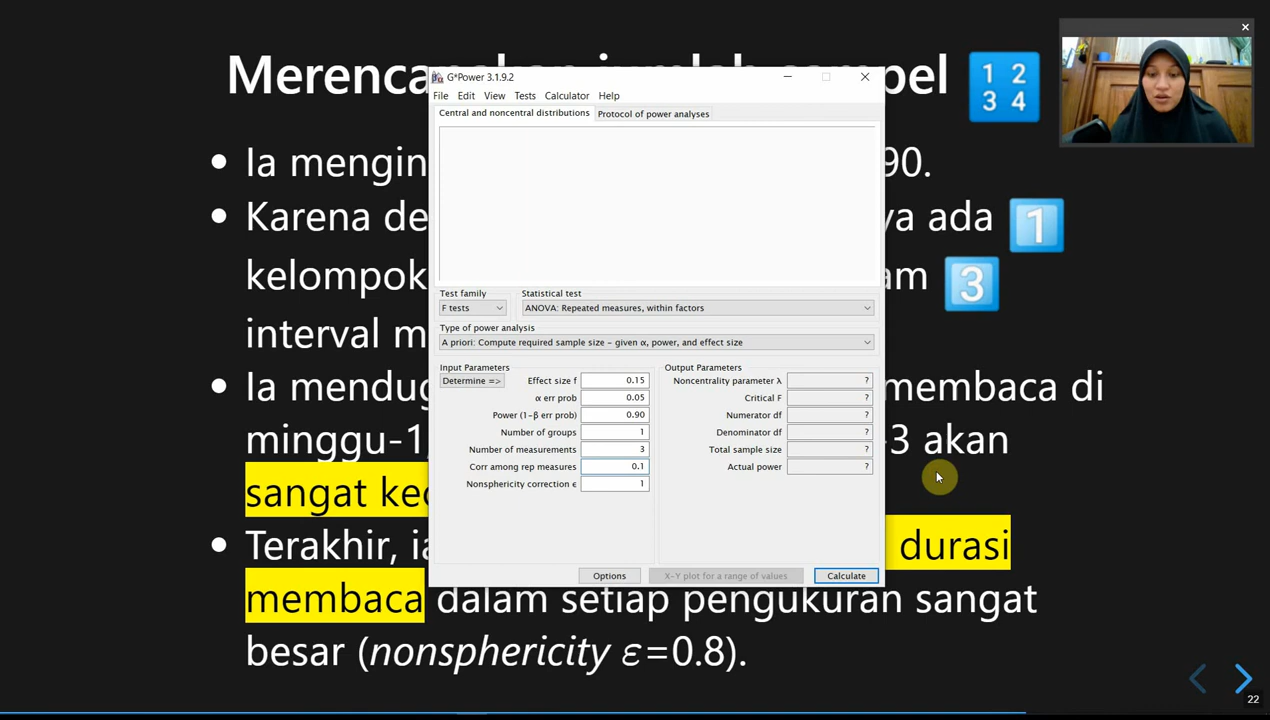 Merenca
mpel
1 2
3 4
G*Power 3.1.9.2
File Edit View Tests Calculator Help
Central and noncentral distributions Protocol of power analyses
Ia mengin
90.
Karena de
ya ada 1
kelompok
am 3
interval m
Test family Statistical test
F tests ANOVA: Repeated measures, within factors
Type of power analysis
A priori: Compute required sample size – given α, power, and effect size
Input Parameters Output Parameters
Determine => Effect size f 0.15 Noncentrality parameter λ ?
α err prob 0.05 Critical F ?
Power (1-β err prob) 0.90 Numerator df ?
Number of groups 1 Denominator df ?
Number of measurements 3 Total sample size ?
Corr among rep measures 0.1 Actual power ?
Nonsphericity correction ϵ 1
Options X-Y plot for a range of values Calculate
Ia mendug
membaca di
minggu-1,
-3 akan
sangat kec
Terakhir, ia
durasi
membaca dalam setiap pengukuran sangat
besar (nonsphericity ε=0.8).
22